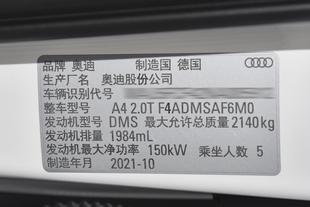 品牌 奥迪 制造国 德国
生产厂名 奥迪股份公司
车辆识别代号
整车型号 A4 2.0T F4ADMSAF6M0
发动机型号 DMS 最大允许总质量 2140kg
发动机排量 1984mL
发动机最大净功率 150kW 乘坐人数 5
制造年月 2021-10